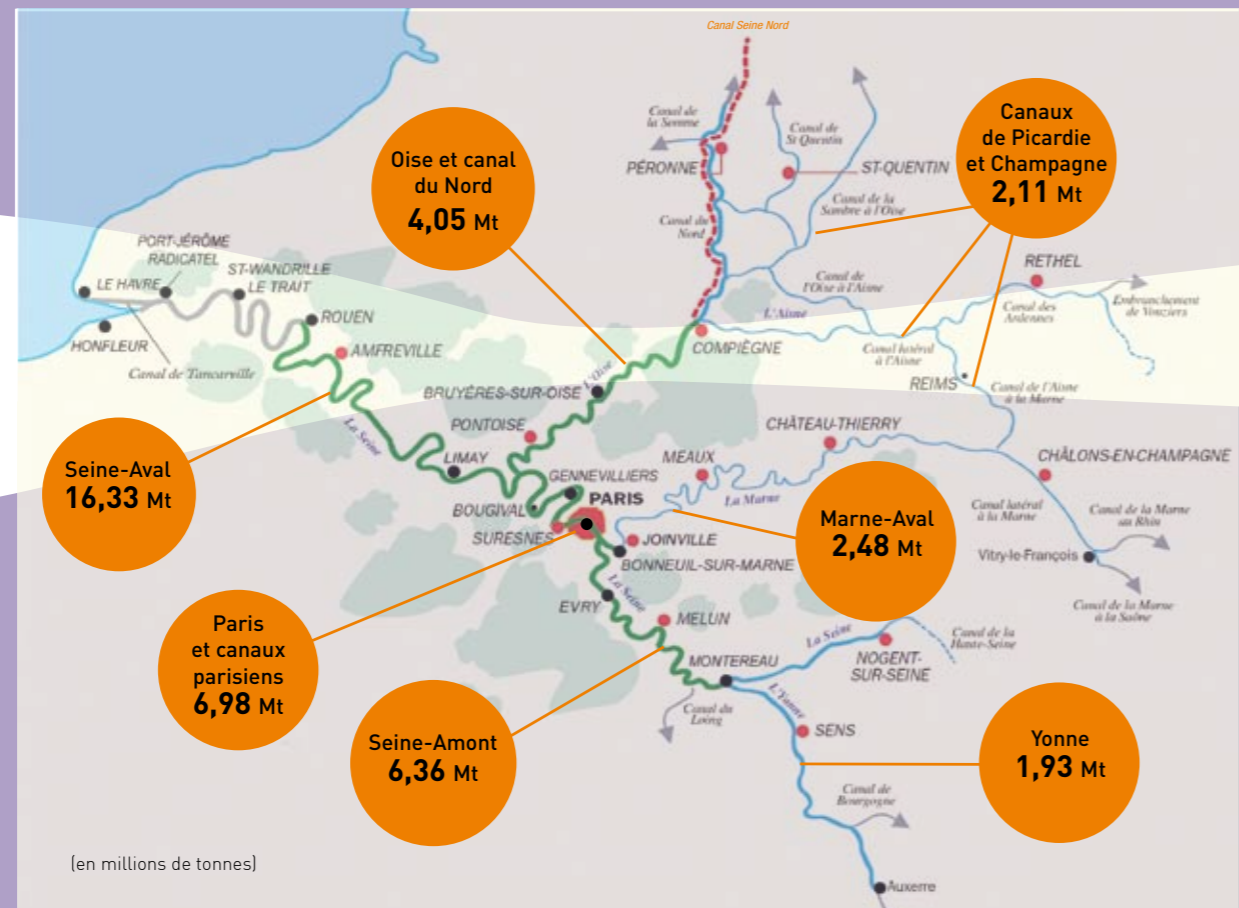 Canal Seine Nord
Canal de
la Somme
Canal de
St Quentin
PÉRONNE
ST-QUENTIN
Canal de la
Sambre à l'Oise
Canal du
Nord
Canaux
de Picardie
et Champagne
2,11 Mt
Oise et canal
du Nord
4,05 Mt
PORT-JÉRÔME
RADICATEL
ST-WANDRILLE
LE TRAIT
LE HAVRE
ROUEN
HONFLEUR
Canal de Tancarville
AMFREVILLE
Canal de
l'Oise à l'Aisne
L'Aisne
RETHEL
Canal des
Ardennes
Embranchement
de Vouziers
COMPIÈGNE
Canal latéral
à l'Aisne
REIMS
Canal de l'Aisne
à la Marne
L'Oise
BRUYÈRES-SUR-OISE
PONTOISE
La Seine
LIMAY
GENNEVILLIERS
PARIS
BOUGIVAL
SURESNES
CHÂTEAU-THIERRY
MEAUX
La Marne
CHÂLONS-EN-CHAMPAGNE
Canal latéral
à la Marne
Canal de la Marne
au Rhin
Vitry-le-François
Canal de la Marne
à la Saône
Seine-Aval
16,33 Mt
Marne-Aval
2,48 Mt
JOINVILLE
BONNEUIL-SUR-MARNE
La Seine
EVRY
MELUN
Paris
et canaux
parisiens
6,98 Mt
MONTEREAU
La Seine
Canal de la
Haute-Seine
NOGENT-
SUR-SEINE
Canal du
Loing
L'Yonne
SENS
Seine-Amont
6,36 Mt
Yonne
1,93 Mt
Canal de
Bourgogne
Auxerre
(en millions de tonnes)